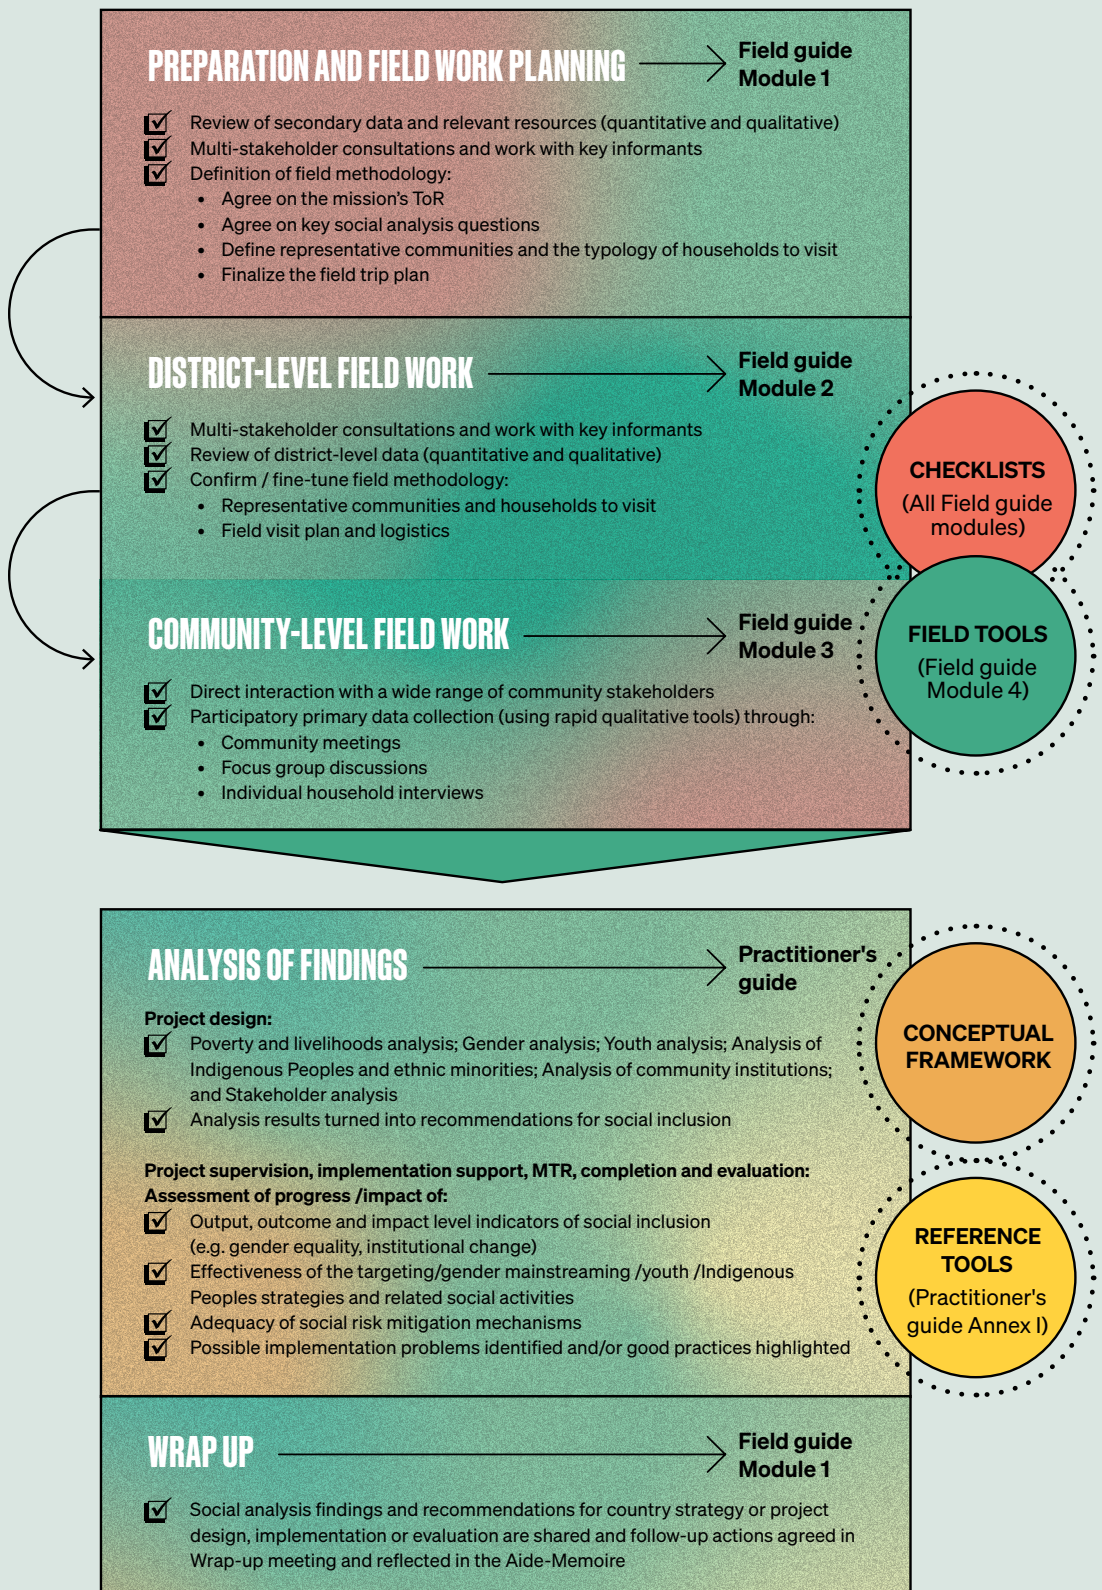 PREPARATION AND FIELD WORK PLANNING
Field guide
Module 1
Review of secondary data and relevant resources (quantitative and qualitative)
Multi-stakeholder consultations and work with key informants
Definition of field methodology:
• Agree on the mission's ToR
• Agree on key social analysis questions
• Define representative communities and the typology of households to visit
• Finalize the field trip plan
DISTRICT-LEVEL FIELD WORK
Field guide
Module 2
Multi-stakeholder consultations and work with key informants
Review of district-level data (quantitative and qualitative)
Confirm / fine-tune field methodology:
• Representative communities and households to visit
• Field visit plan and logistics
CHECKLISTS
(All Field guide
modules)
COMMUNITY-LEVEL FIELD WORK
Field guide
Module 3
Direct interaction with a wide range of community stakeholders
Participatory primary data collection (using rapid qualitative tools) through:
• Community meetings
• Focus group discussions
• Individual household interviews
FIELD TOOLS
(Field guide
Module 4)
ANALYSIS OF FINDINGS
Practitioner's
guide
Project design:
Poverty and livelihoods analysis; Gender analysis; Youth analysis; Analysis of
Indigenous Peoples and ethnic minorities; Analysis of community institutions;
and Stakeholder analysis
Analysis results turned into recommendations for social inclusion
CONCEPTUAL
FRAMEWORK
Project supervision, implementation support, MTR, completion and evaluation:
Assessment of progress /impact of:
Output, outcome and impact level indicators of social inclusion
(e.g. gender equality, institutional change)
Effectiveness of the targeting/gender mainstreaming /youth /Indigenous
Peoples strategies and related social activities
Adequacy of social risk mitigation mechanisms
Possible implementation problems identified and/or good practices highlighted
REFERENCE
TOOLS
(Practitioner's
guide Annex I)
WRAP UP
Field guide
Module 1
Social analysis findings and recommendations for country strategy or project
design, implementation or evaluation are shared and follow-up actions agreed in
Wrap-up meeting and reflected in the Aide-Memoire